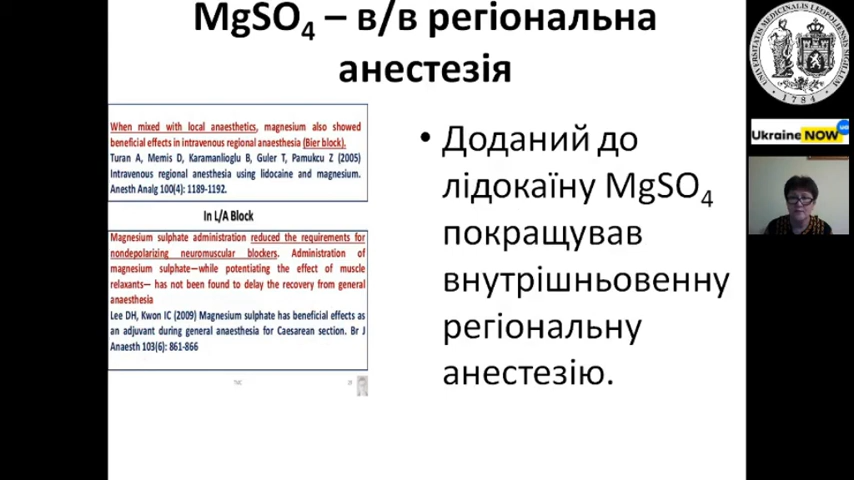 MgSO4 – в/в регіональна
анестезія
When mixed with local anaesthetics, magnesium also showed
beneficial effects in intravenous regional anaesthesia (Bier block).
Turan A, Memis D, Karamanlioglu B, Guler T, Pamukcu Z (2005)
Intravenous regional anesthesia using lidocaine and magnesium.
Anesth Analg 100(4): 1189-1192.
In L/A Block
Magnesium sulphate administration reduced the requirements for
nondepolarizing neuromuscular blockers. Administration of
magnesium sulphate—while potentiating the effect of muscle
relaxants— has not been found to delay the recovery from general
anaesthesia
Lee DH, Kwon IC (2009) Magnesium sulphate has beneficial effects as
an adjuvant during general anaesthesia for Caesarean section. Br J
Anaesth 103(6): 861-866
• Доданий до
лідокаїну MgSO4
покращував
внутрішньовенну
регіональну
анестезію.
UNIVERSITATIS MEDICINALIS LEOPOLIENSIS SIGILLUM
1784
Ukraine NOW